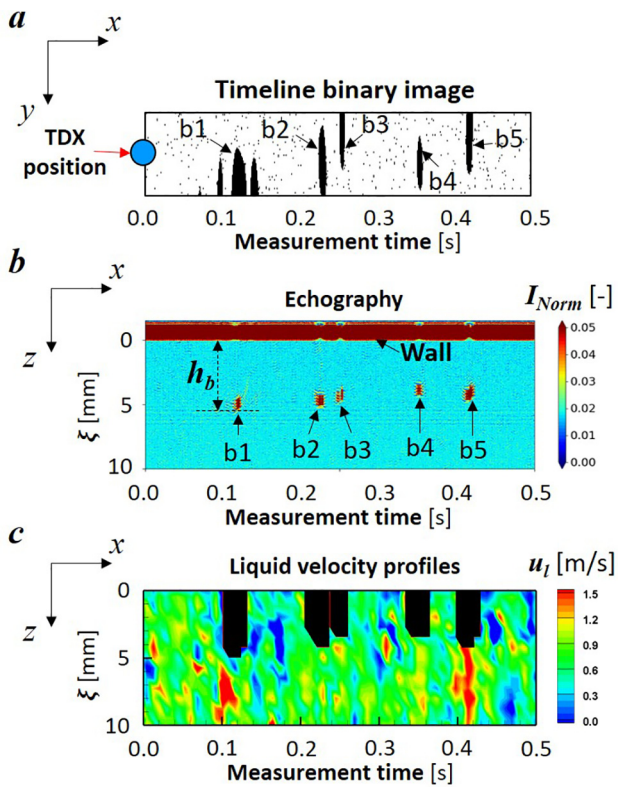 a
x
y
Timeline binary image
TDX
position
b1
b2
b3
b4
b5
0.0 0.1 0.2 0.3 0.4 0.5
Measurement time [s]
b
x
z
Echography
I_Norm [-]
0
5
10
ξ [mm]
Wall
h_b
b1
b2
b3
b4
b5
0.05
0.04
0.03
0.02
0.01
0.00
0.0 0.1 0.2 0.3 0.4 0.5
Measurement time [s]
c
x
z
Liquid velocity profiles
u_l [m/s]
0
5
10
ξ [mm]
1.5
1.2
0.9
0.6
0.3
0.0
0.0 0.1 0.2 0.3 0.4 0.5
Measurement time [s]